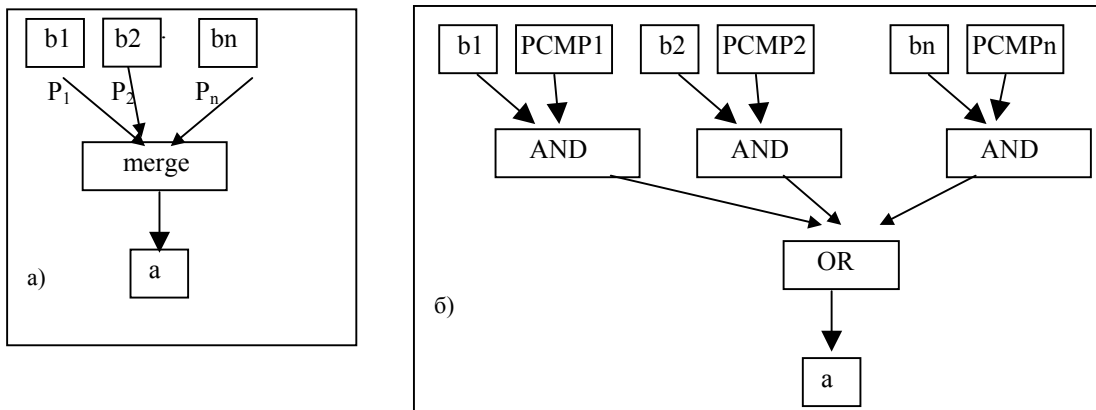 b1 b2 bn
P1 P2 Pn
merge
a
а)
b1 PCMP1 b2 PCMP2 bn PCMPn
AND AND AND
OR
б)
a